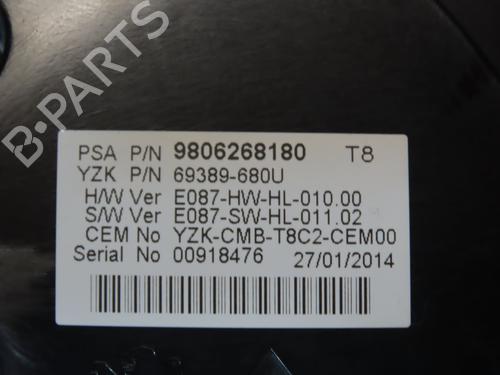 B-PARTS
PSA P/N 9806268180 T8
YZK P/N 69389-680U
H/W Ver E087-HW-HL-010.00
S/W Ver E087-SW-HL-011.02
CEM No YZK-CMB-T8C2-CEM00
Serial No 00918476 27/01/2014